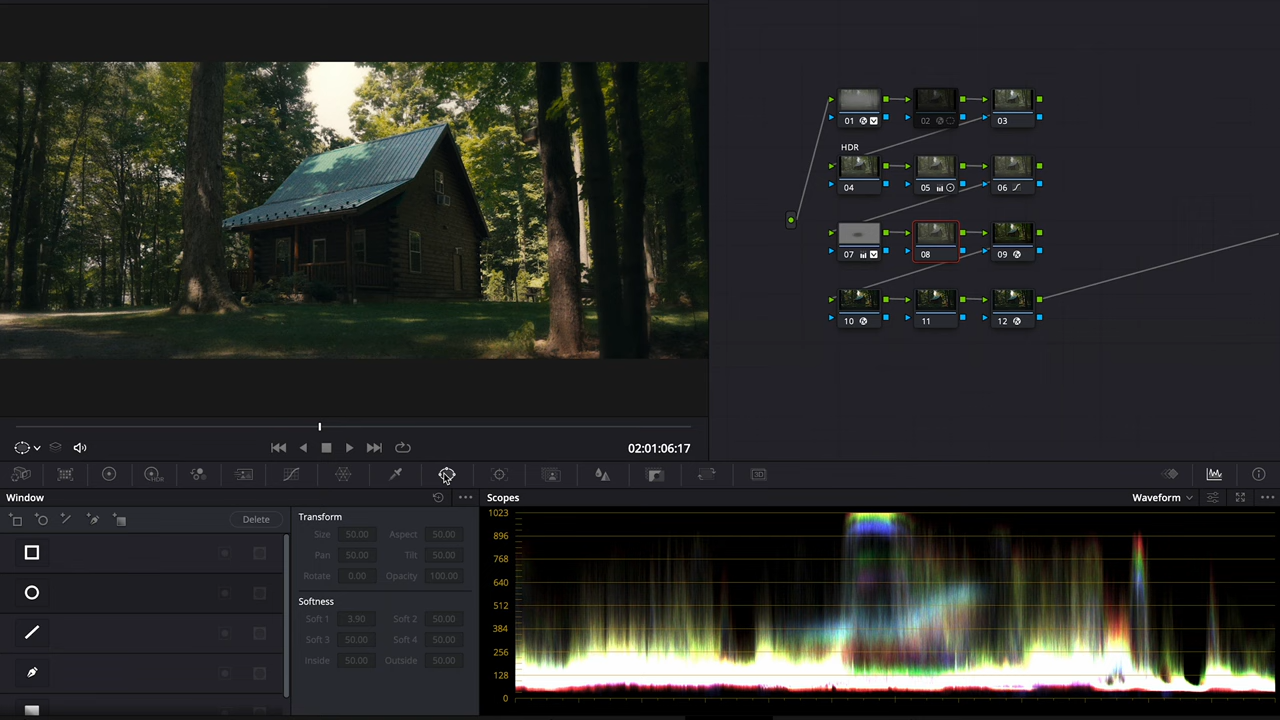 01
02
03
HDR
04
05
06
07
08
09
10
11
12
02:01:06:17
HDR
3D
Window
Scopes
Waveform
Delete
Transform
Size 50.00 Aspect 50.00
Pan 50.00 Tilt 50.00
Rotate 0.00 Opacity 100.00
Softness
Soft 1 3.90 Soft 2 50.00
Soft 3 50.00 Soft 4 50.00
Inside 50.00 Outside 50.00
1023
896
768
640
512
384
256
128
0